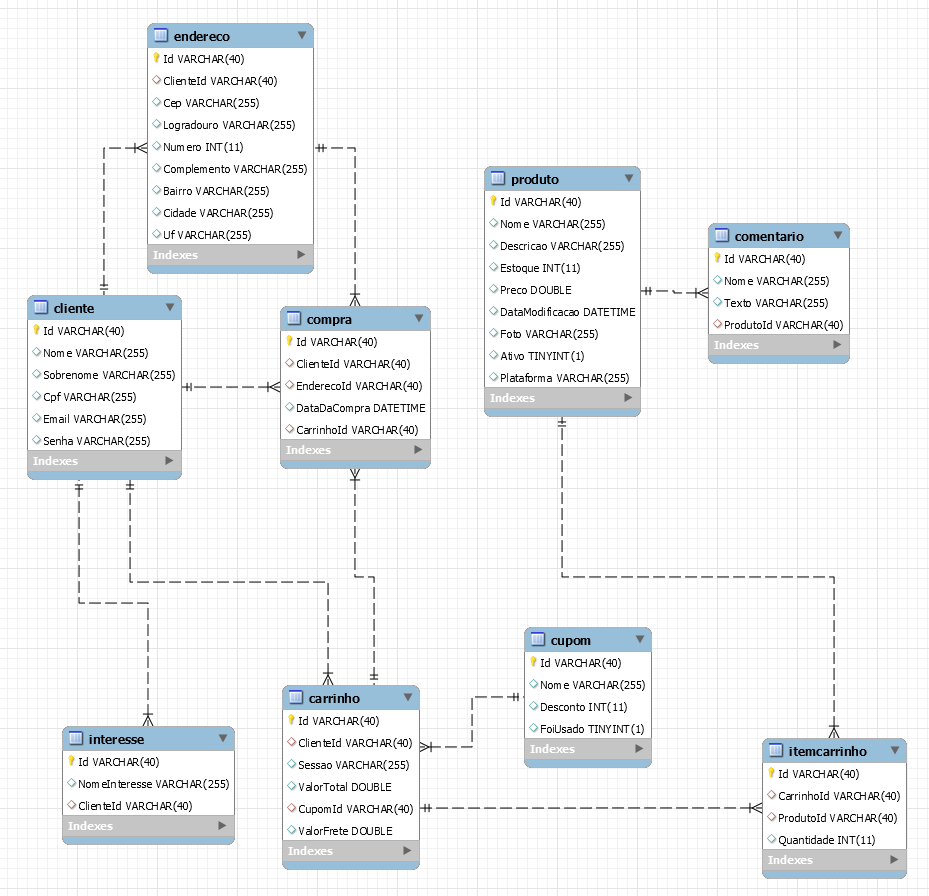 endereco
Id VARCHAR(40)
ClienteId VARCHAR(40)
Cep VARCHAR(255)
Logradouro VARCHAR(255)
Numero INT(11)
Complemento VARCHAR(255)
Bairro VARCHAR(255)
Cidade VARCHAR(255)
Uf VARCHAR(255)
Indexes
produto
Id VARCHAR(40)
Nome VARCHAR(255)
Descricao VARCHAR(255)
Estoque INT(11)
Preco DOUBLE
DataModificacao DATETIME
Foto VARCHAR(255)
Ativo TINYINT(1)
Plataforma VARCHAR(255)
Indexes
comentario
Id VARCHAR(40)
Nome VARCHAR(255)
Texto VARCHAR(255)
ProdutoId VARCHAR(40)
Indexes
cliente
Id VARCHAR(40)
Nome VARCHAR(255)
Sobrenome VARCHAR(255)
Cpf VARCHAR(255)
Email VARCHAR(255)
Senha VARCHAR(255)
Indexes
compra
Id VARCHAR(40)
ClienteId VARCHAR(40)
EnderecoId VARCHAR(40)
DataDaCompra DATETIME
CarrinhoId VARCHAR(40)
Indexes
cupom
Id VARCHAR(40)
Nome VARCHAR(255)
Desconto INT(11)
FoiUsado TINYINT(1)
Indexes
interesse
Id VARCHAR(40)
NomeInteresse VARCHAR(255)
ClienteId VARCHAR(40)
Indexes
carrinho
Id VARCHAR(40)
ClienteId VARCHAR(40)
Sessao VARCHAR(255)
ValorTotal DOUBLE
CupomId VARCHAR(40)
ValorFrete DOUBLE
Indexes
itemcarrinho
Id VARCHAR(40)
CarrinhoId VARCHAR(40)
ProdutoId VARCHAR(40)
Quantidade INT(11)
Indexes